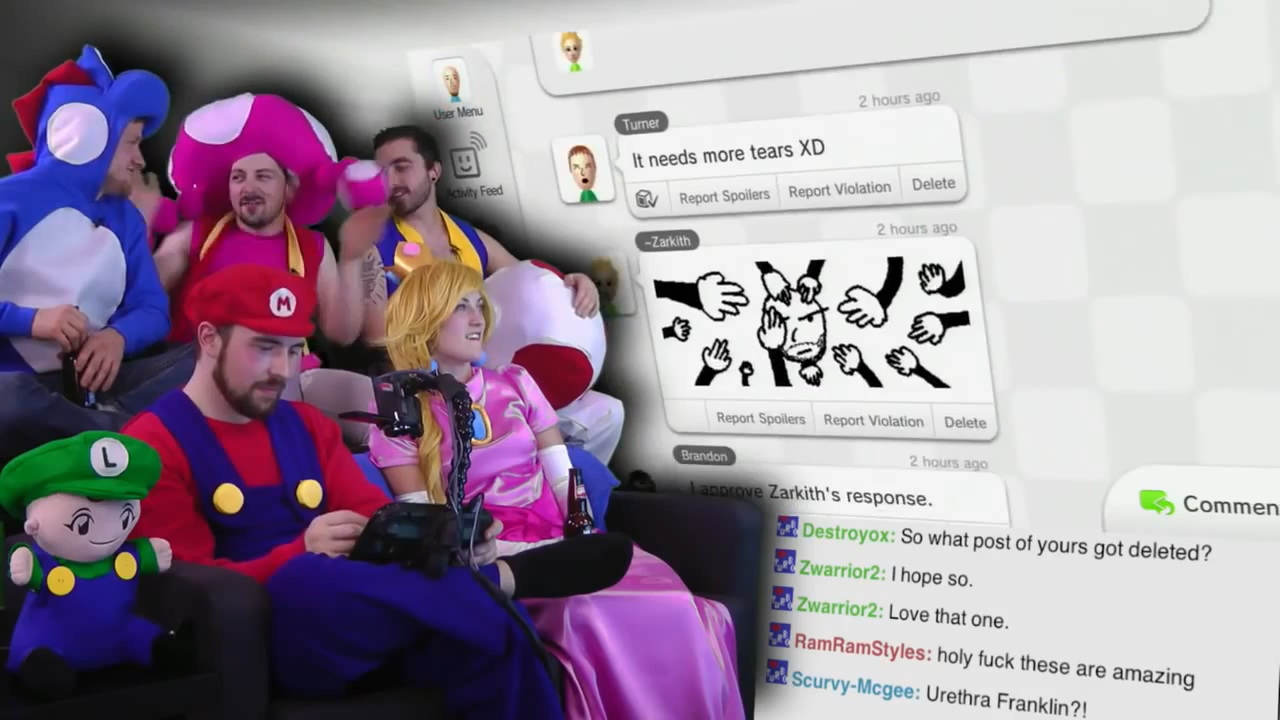 2 hours ago
User Menu
Turner
It needs more tears XD
Report Spoilers Report Violation Delete
Activity Feed
2 hours ago
~Zarkith
Report Spoilers Report Violation Delete
Brandon
2 hours ago
I approve Zarkith's response.
Commen
Destroyox: So what post of yours got deleted?
Zwarrior2: I hope so.
Zwarrior2: Love that one.
RamRamStyles: holy fuck these are amazing
Scurvy-Mcgee: Urethra Franklin?!
M
L